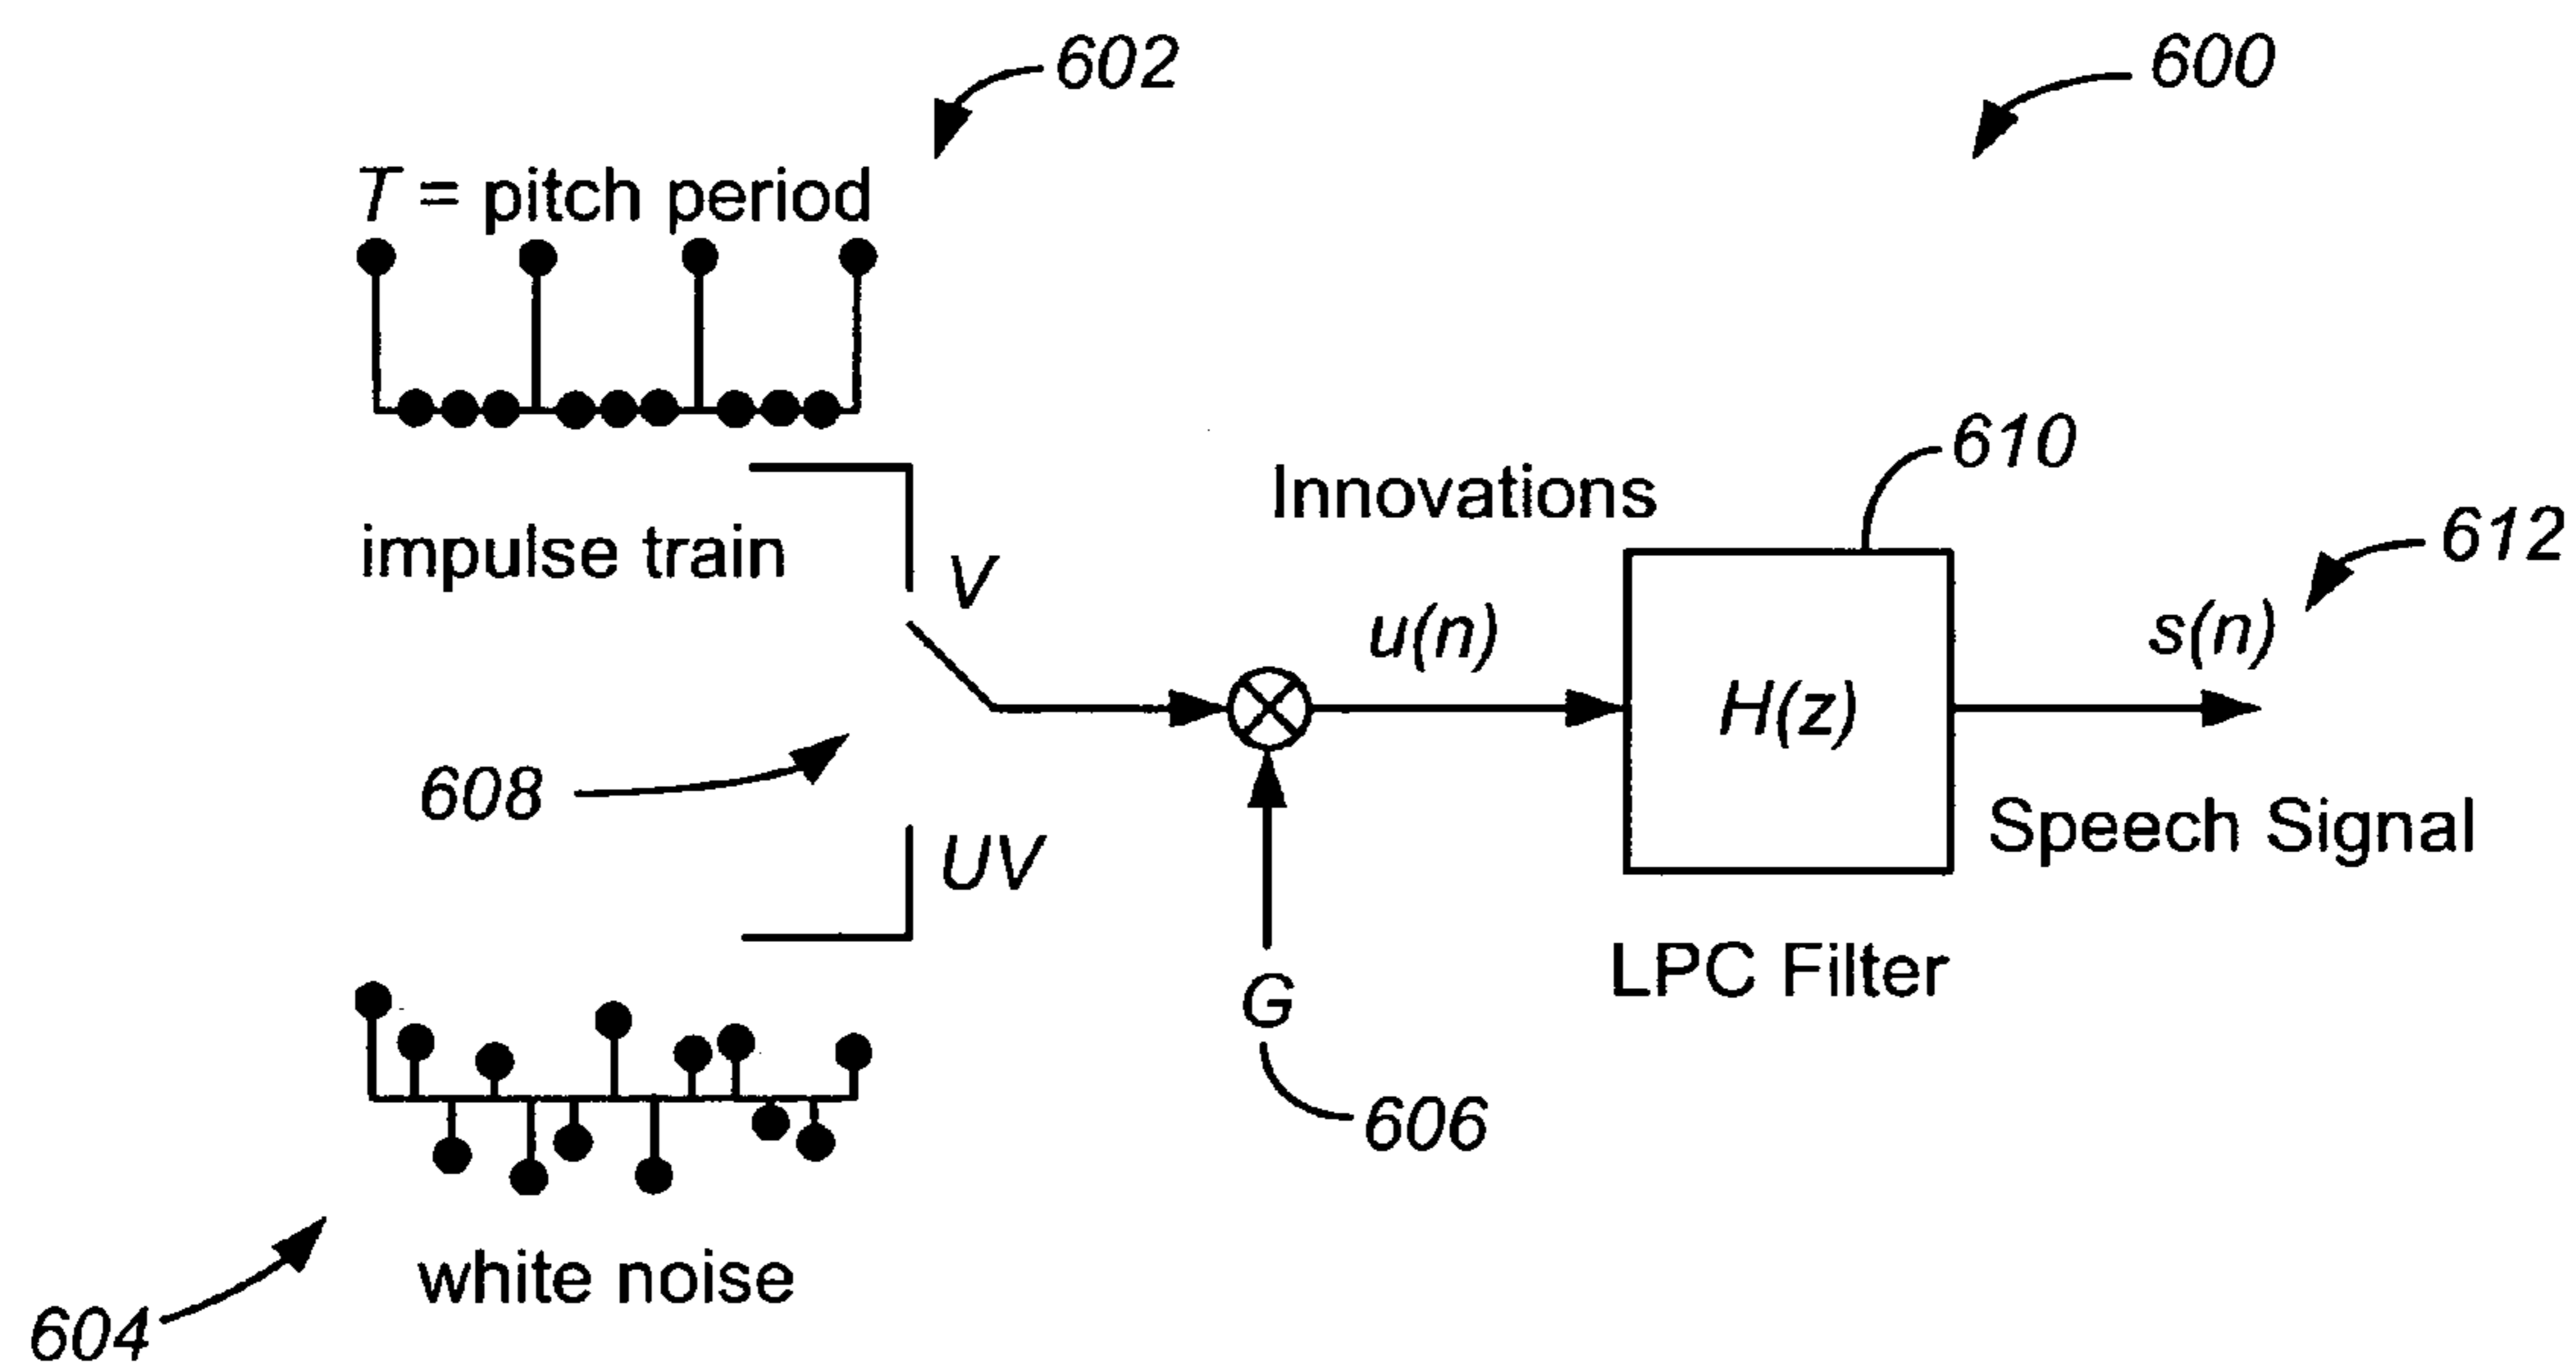 602
600
T = pitch period
610
Innovations
612
impulse train
V
u(n)
s(n)
H(z)
608
UV
Speech Signal
LPC Filter
G
606
white noise
604